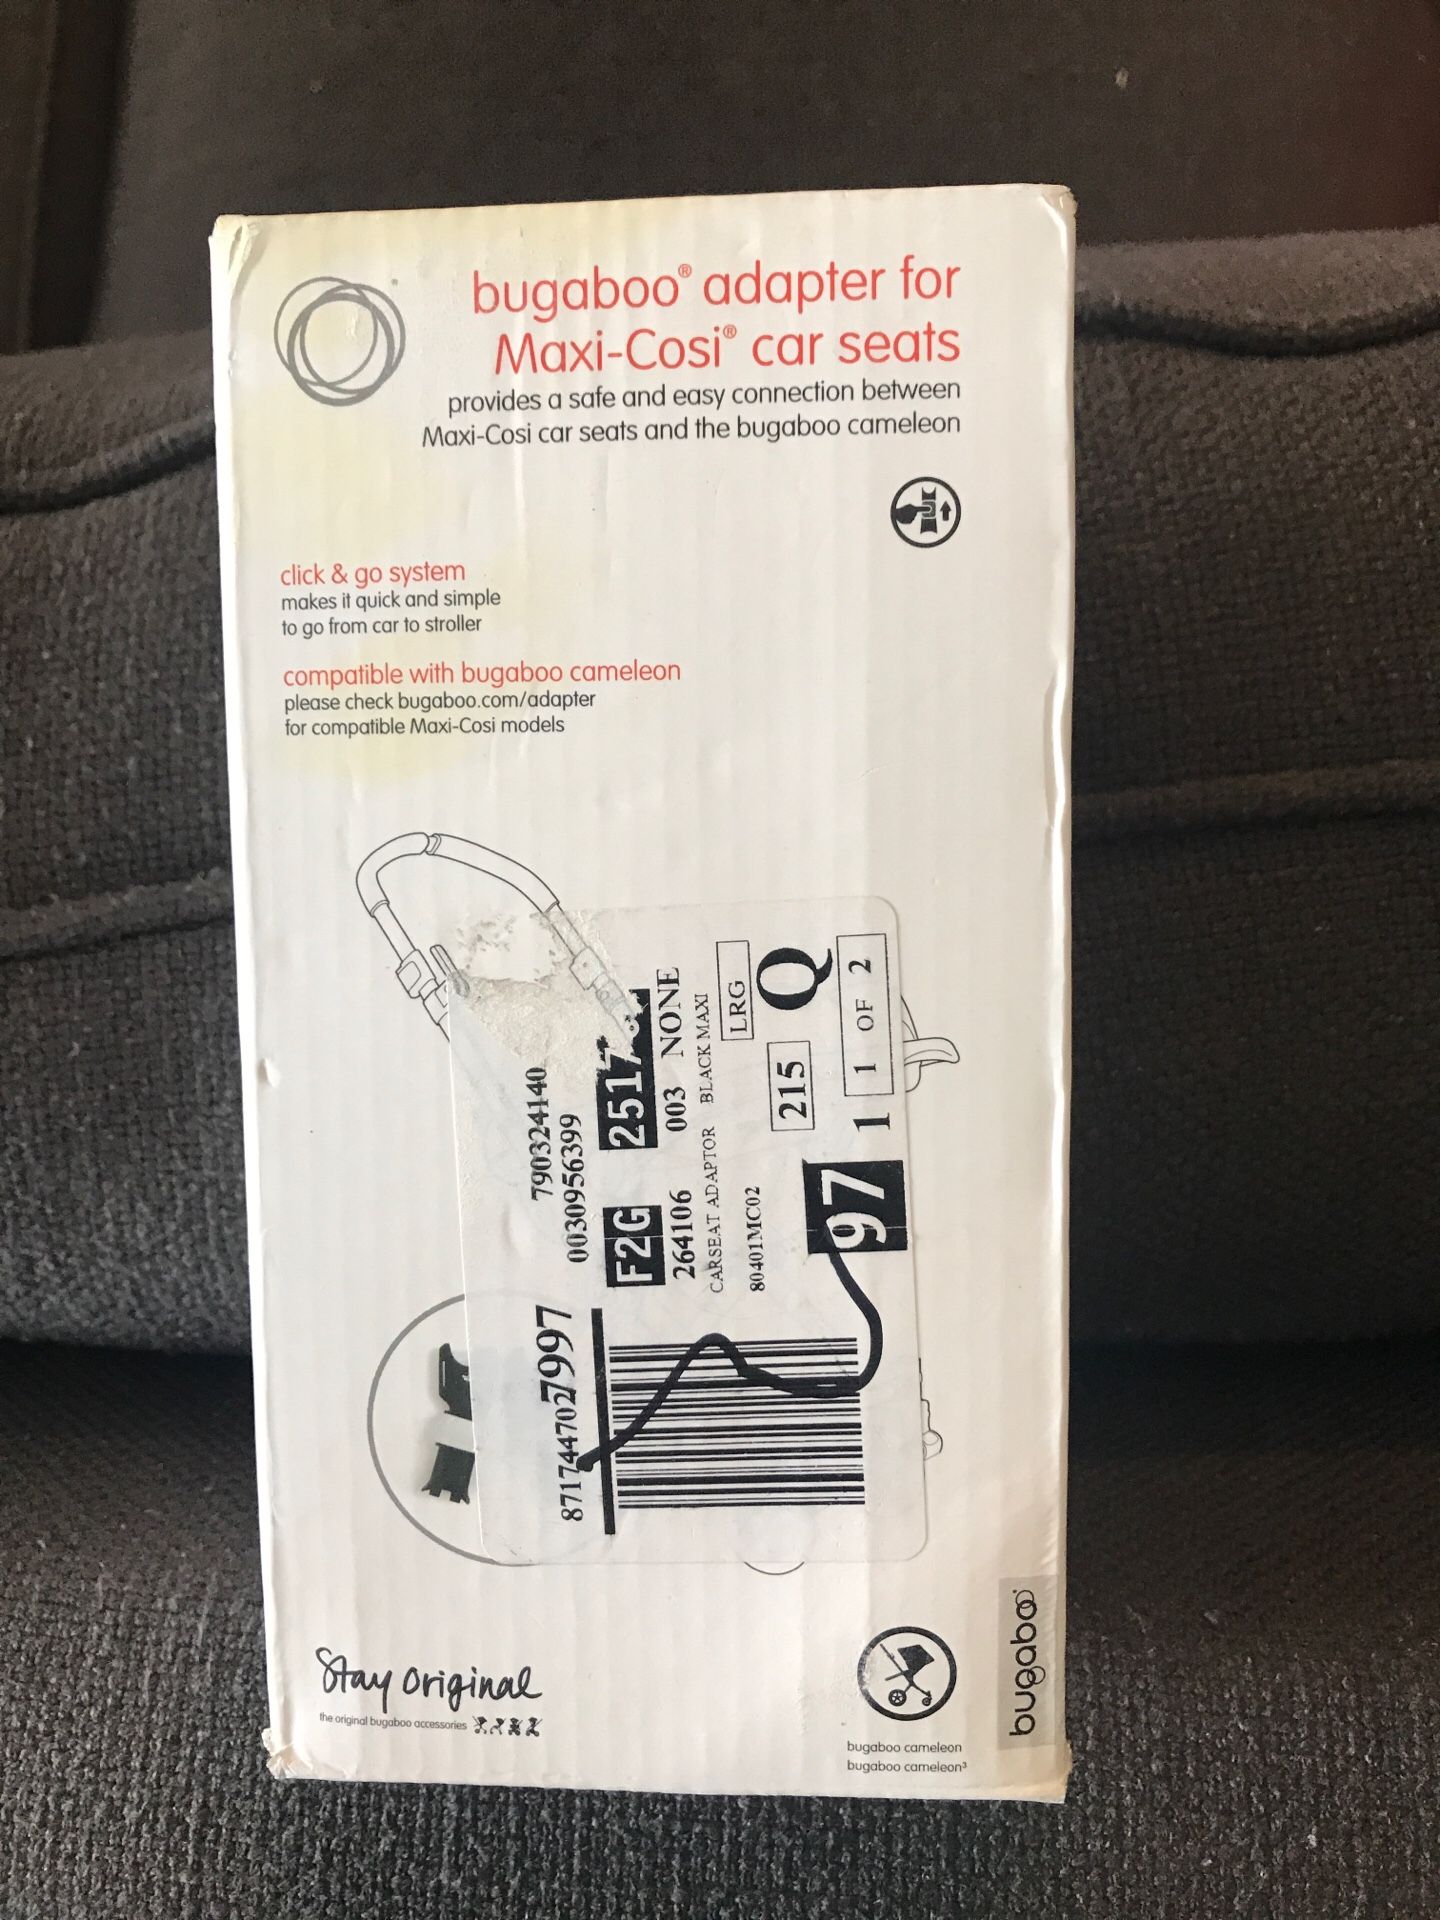 bugaboo® adapter for
Maxi-Cosi® car seats
provides a safe and easy connection between
Maxi-Cosi car seats and the bugaboo cameleon
click & go system
makes it quick and simple
to go from car to stroller
compatible with bugaboo cameleon
please check bugaboo.com/adapter
for compatible Maxi-Cosi models
790324140
0030956399
F2G 2517
264106 003 NONE
CARSEAT ADAPTOR BLACK MAXI
LRG
80401MC02
215 Q
97 1 1 OF 2
8717447027997
Stay original
the original bugaboo accessories
bugaboo cameleon
bugaboo cameleon³
bugaboo